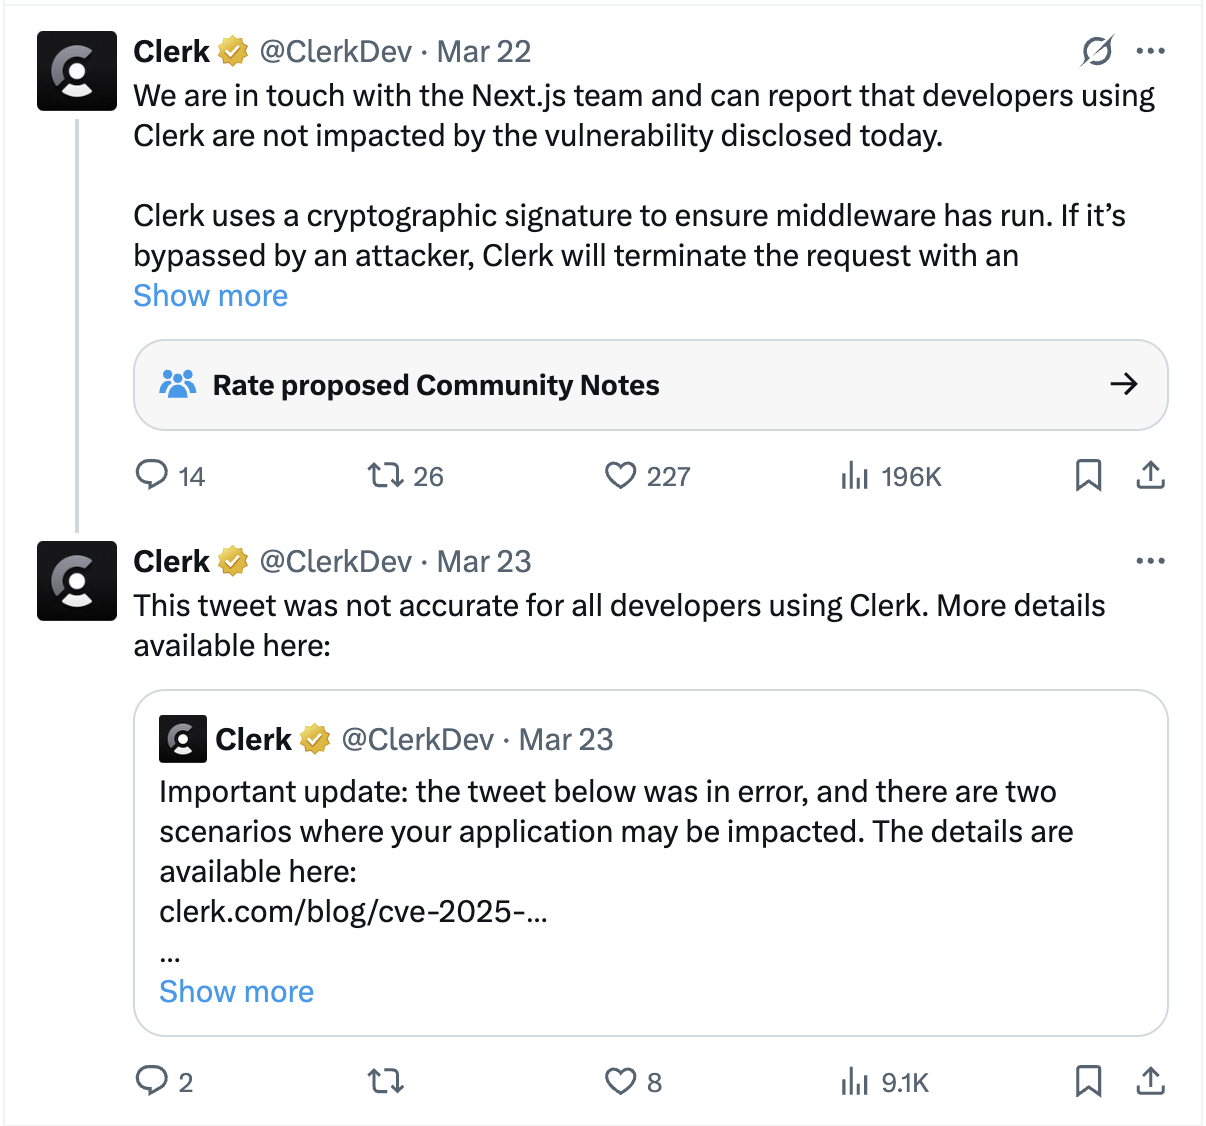 Clerk @ClerkDev · Mar 22
We are in touch with the Next.js team and can report that developers using
Clerk are not impacted by the vulnerability disclosed today.
Clerk uses a cryptographic signature to ensure middleware has run. If it’s
bypassed by an attacker, Clerk will terminate the request with an
Show more
Rate proposed Community Notes
14 26 227 196K
Clerk @ClerkDev · Mar 23
This tweet was not accurate for all developers using Clerk. More details
available here:
Clerk @ClerkDev · Mar 23
Important update: the tweet below was in error, and there are two
scenarios where your application may be impacted. The details are
available here:
clerk.com/blog/cve-2025-...
...
Show more
2 8 9.1K